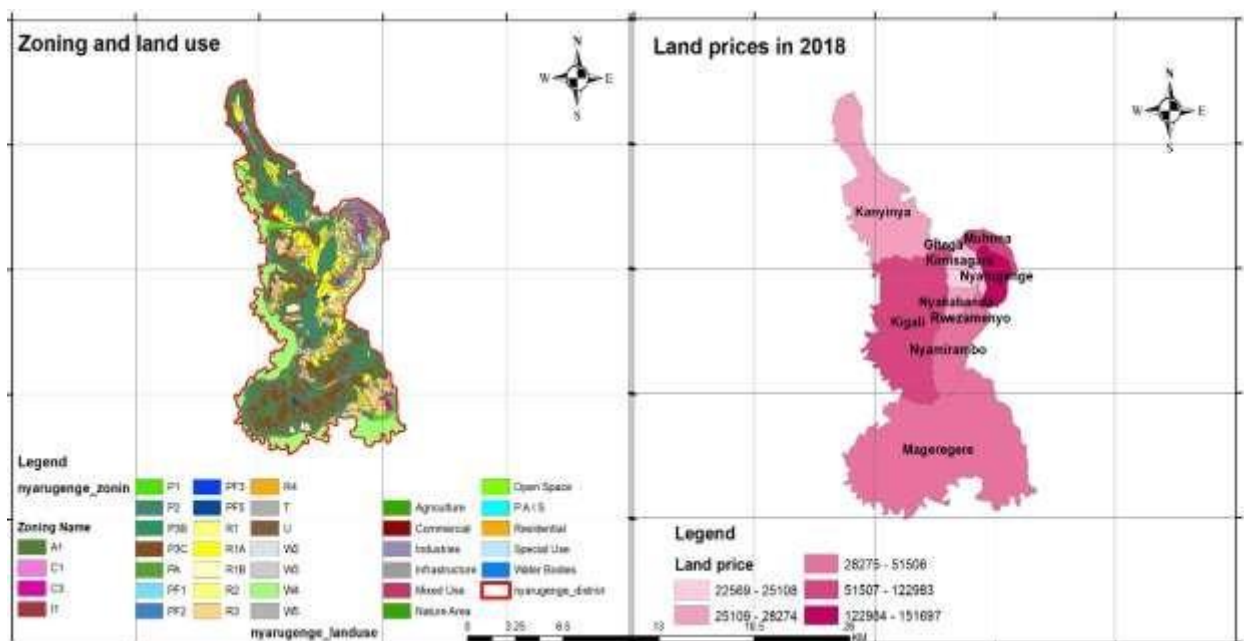 Zoning and land use
N
W E
S
Legend
nyarugenge_zonin
Zoning Name
A1
C1
C3
I1
P1
P2
P3B
P3C
PA
PF1
PF2
PF3
PF5
R1
R1A
R1B
R2
R3
R4
T
U
W2
W3
W4
W5
nyarugenge_landuse
Agriculture
Commercial
Industries
Infrastructure
Mixed Use
Nature Area
Open Space
P A I S
Residential
Special Use
Water Bodies
nyarugenge_district
Land prices in 2018
N
W E
S
Kanyinya
Gitega
Muhima
Kimisagara
Nyarugenge
Nyakabanda
Kigali
Rwezamenyo
Nyamirambo
Mageregere
Legend
Land price
22569 - 25108
25109 - 28274
28275 - 51506
51507 - 122983
122984 - 151697
0 3.25 6.5 13 19.5 26
KM